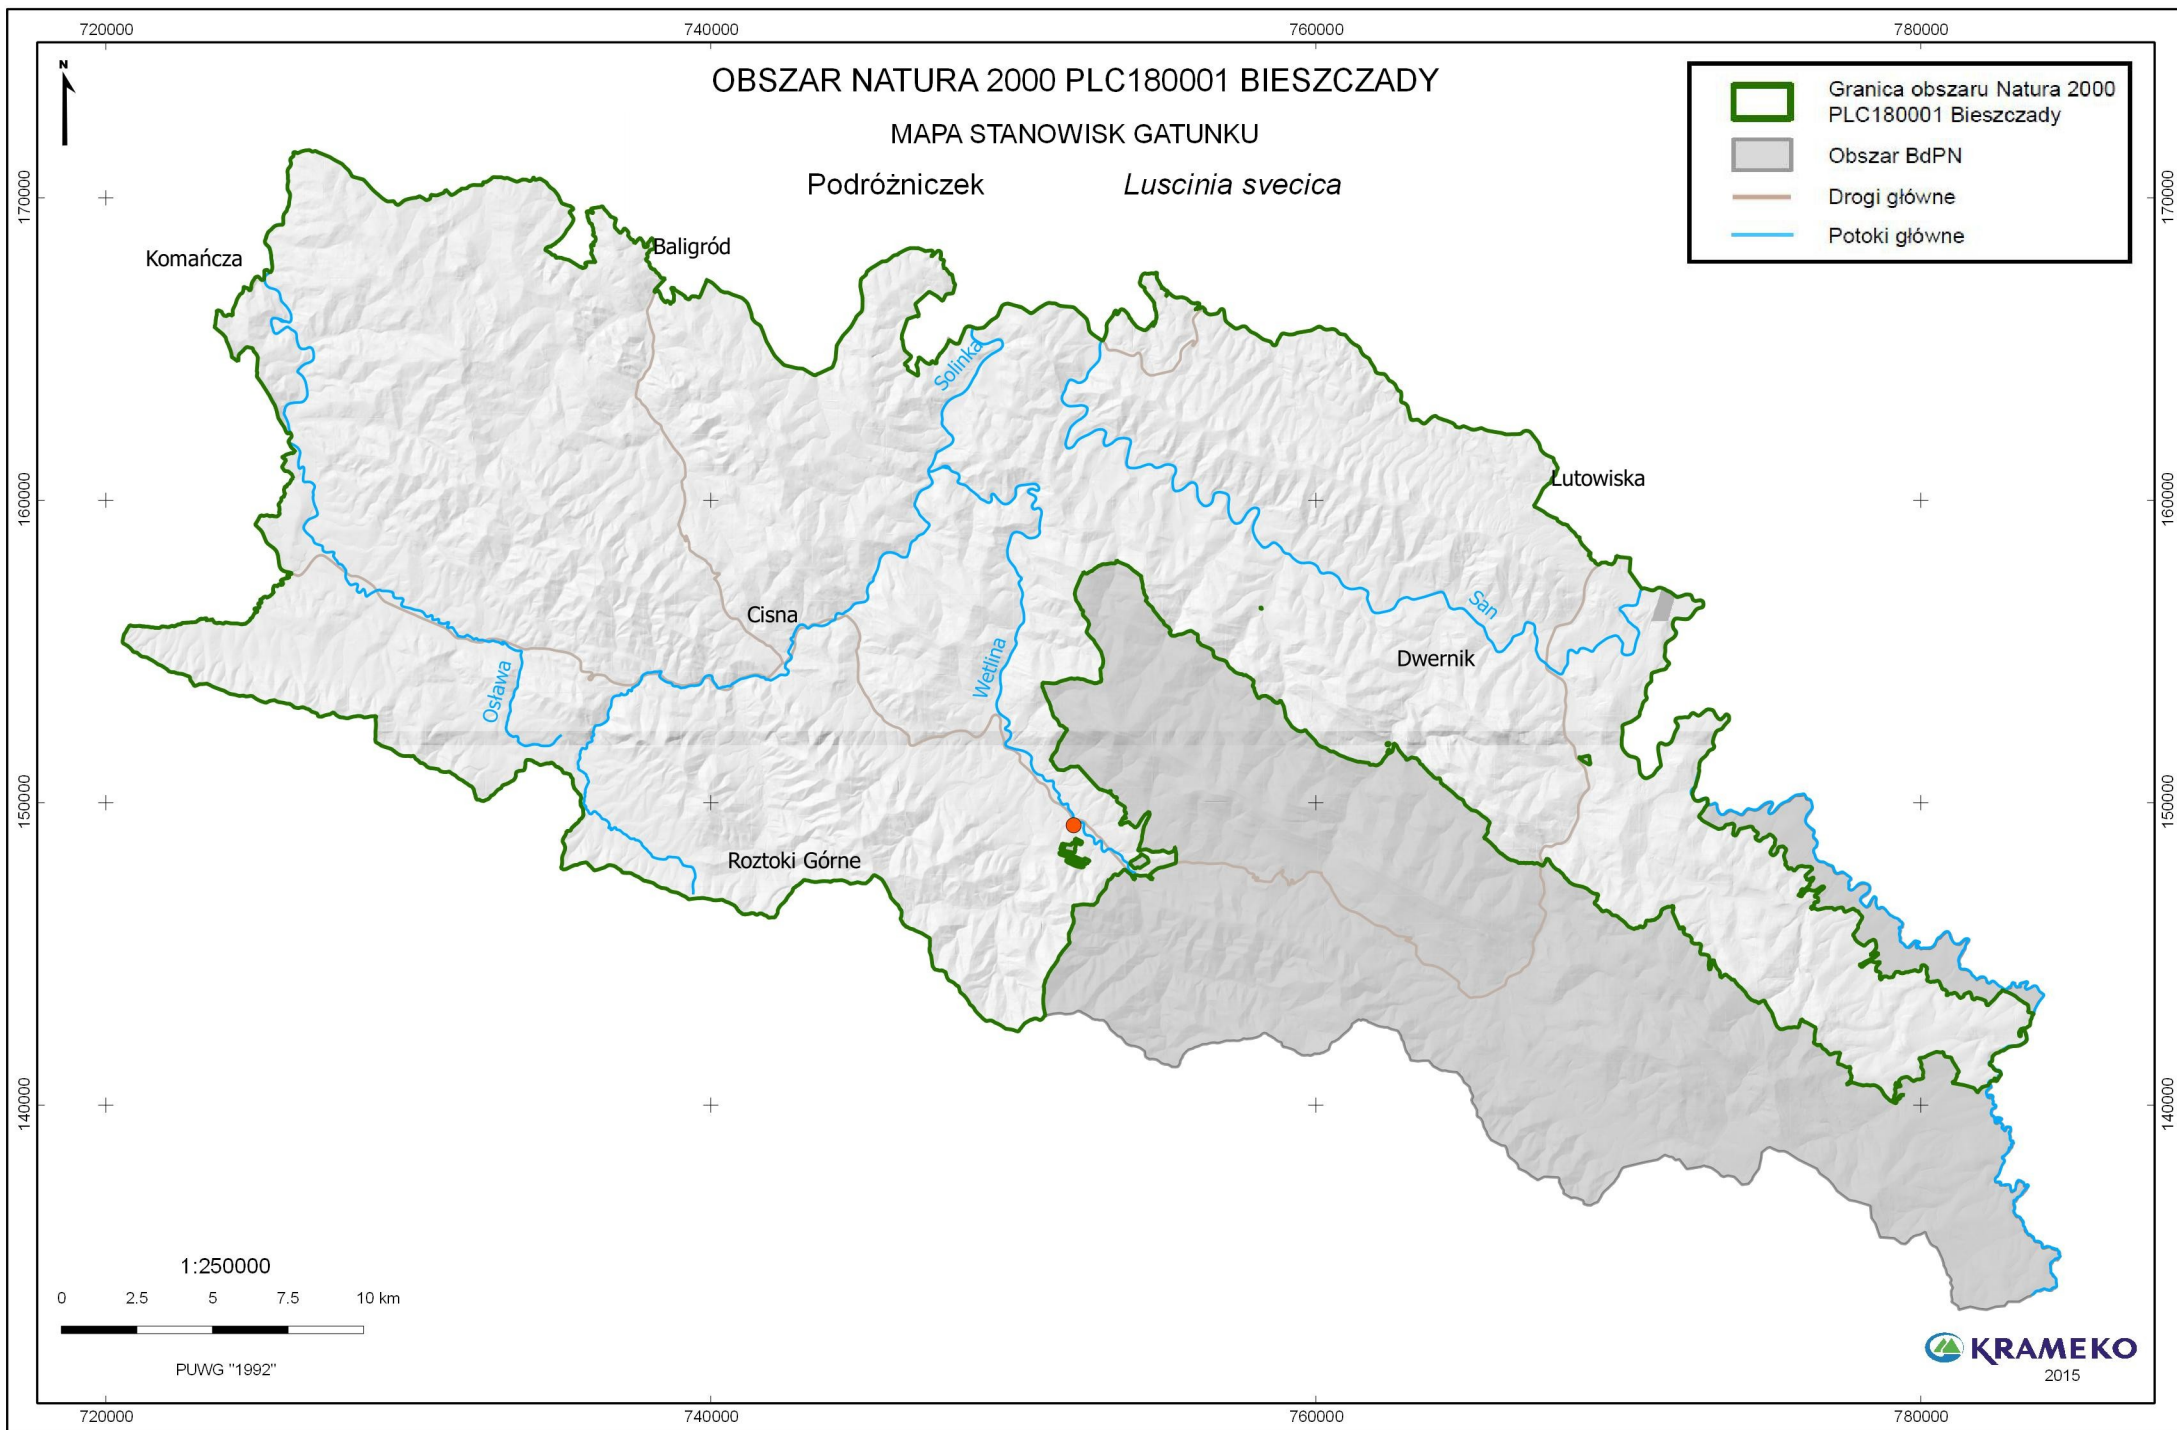 720000
740000
760000
780000
N
OBSZAR NATURA 2000 PLC180001 BIESZCZADY
MAPA STANOWISK GATUNKU
Podróżniczek
Luscinia svecica
Granica obszaru Natura 2000
PLC180001 Bieszczady
Obszar BdPN
Drogi główne
Potoki główne
170000
170000
Komańcza
Baligród
Solinka
Lutowiska
160000
160000
Cisna
San
Wetlina
Dwernik
Osława
150000
150000
Roztoki Górne
140000
140000
1:250000
0
2.5
5
7.5
10 km
PUWG "1992"
KRAMEKO
2015
720000
740000
760000
780000